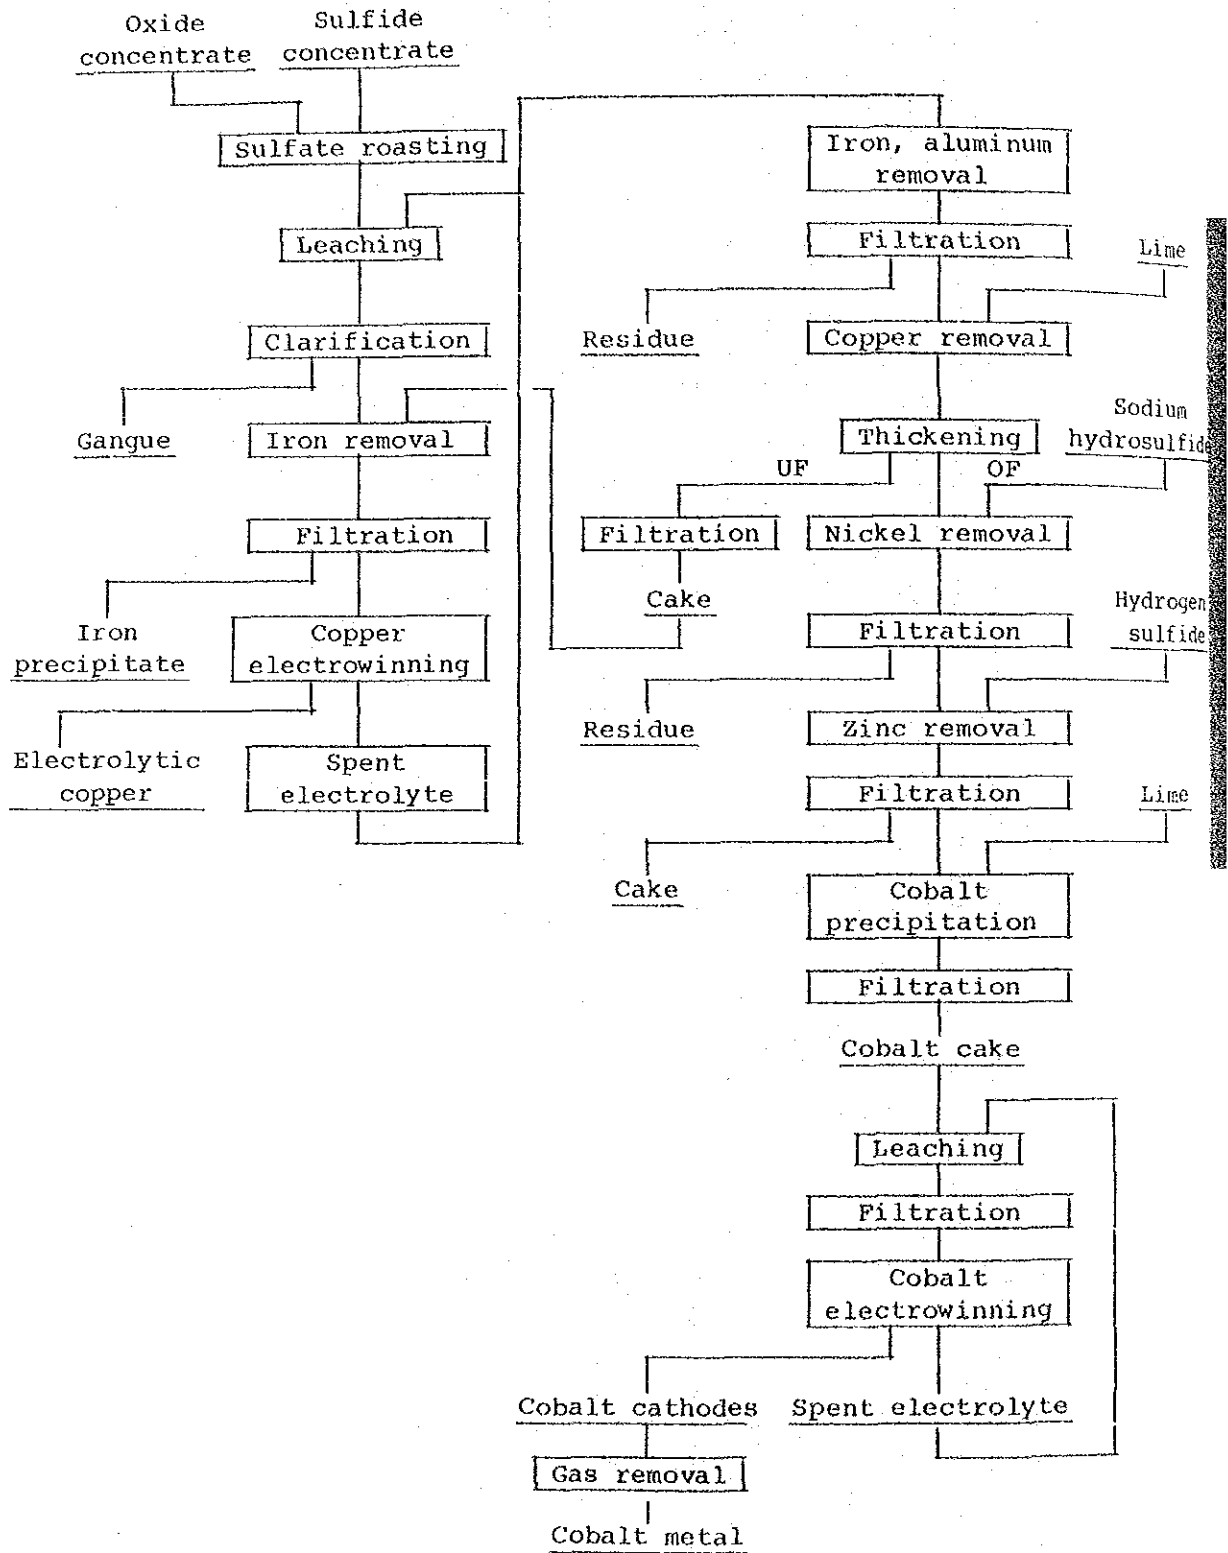 Oxide
concentrate
Sulfide
concentrate
Sulfate roasting
Leaching
Clarification
Gangue
Iron removal
Filtration
Iron
precipitate
Copper
electrowinning
Electrolytic
copper
Spent
electrolyte
Iron, aluminum
removal
Filtration
Lime
Residue
Copper removal
Thickening
Sodium
hydrosulfide
UF
OF
Filtration
Nickel removal
Cake
Filtration
Hydrogen
sulfide
Residue
Zinc removal
Filtration
Lime
Cake
Cobalt
precipitation
Filtration
Cobalt cake
Leaching
Filtration
Cobalt
electrowinning
Cobalt cathodes
Spent electrolyte
Gas removal
Cobalt metal